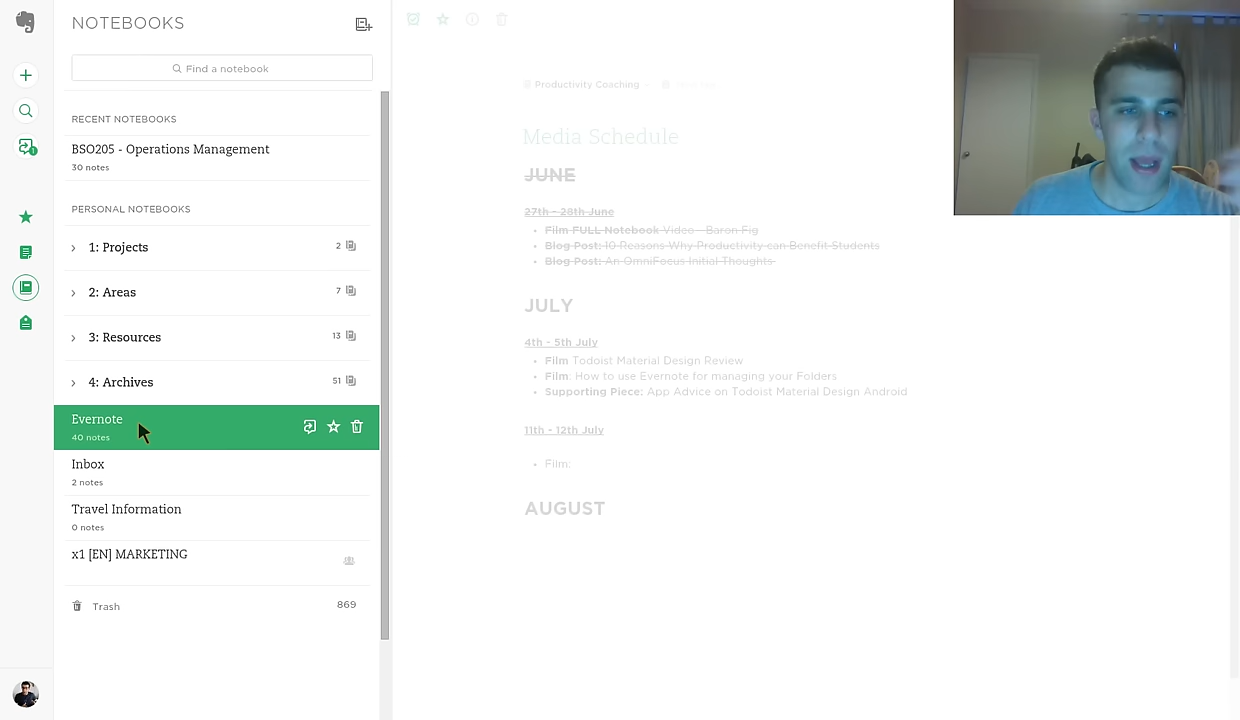 NOTEBOOKS
Find a notebook
RECENT NOTEBOOKS
BSO205 - Operations Management
30 notes
PERSONAL NOTEBOOKS
1: Projects 2
2: Areas 7
3: Resources 13
4: Archives 51
Evernote
40 notes
Inbox
2 notes
Travel Information
0 notes
x1 [EN] MARKETING
Trash 869
1
Productivity Coaching
Media Schedule
JUNE
27th - 28th June
• Film FULL Notebook Video - Baron Fig
• Blog Post: 10 Reasons Why Productivity can Benefit Students
• Blog Post: An OmniFocus Initial Thoughts
JULY
4th - 5th July
• Film Todoist Material Design Review
• Film: How to use Evernote for managing your Folders
• Supporting Piece: App Advice on Todoist Material Design Android
11th - 12th July
• Film:
AUGUST